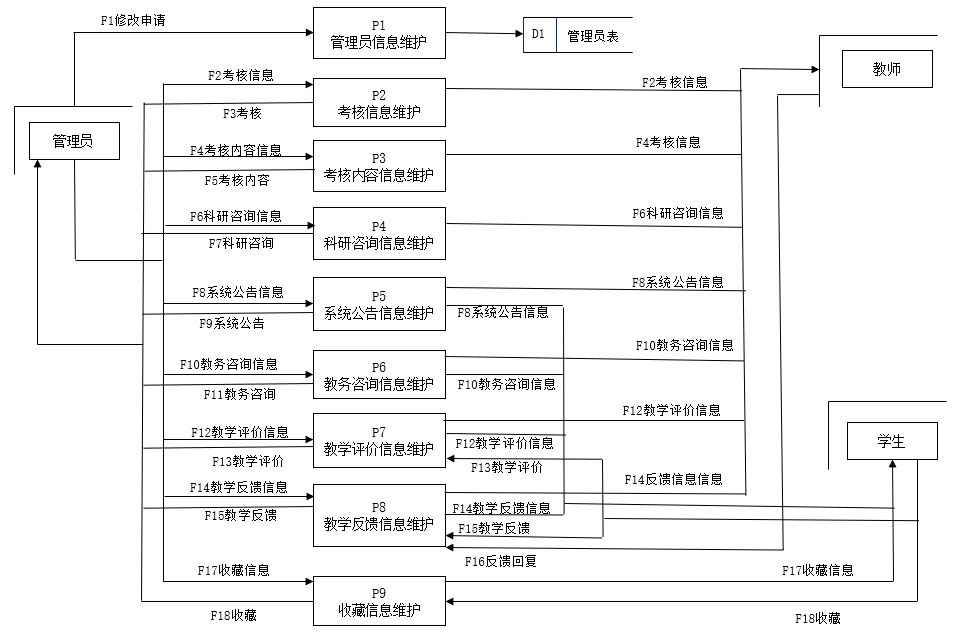 F1修改申请
P1
管理员信息维护
D1
管理员表
教师
F2考核信息
P2
考核信息维护
F2考核信息
F3考核
管理员
F4考核内容信息
P3
考核内容信息维护
F4考核信息
F5考核内容
F6科研咨询信息
P4
科研咨询信息维护
F6科研咨询信息
F7科研咨询
F8系统公告信息
P5
系统公告信息维护
F8系统公告信息
F9系统公告
F8系统公告信息
F10教务咨询信息
P6
教务咨询信息维护
F10教务咨询信息
F11教务咨询
F10教务咨询信息
F12教学评价信息
P7
教学评价信息维护
F12教学评价信息
F12教学评价信息
F13教学评价
F13教学评价
学生
F14教学反馈信息
P8
教学反馈信息维护
F14反馈信息信息
F14教学反馈信息
F15教学反馈
F15教学反馈
F16反馈回复
F17收藏信息
P9
收藏信息维护
F17收藏信息
F18收藏
F18收藏